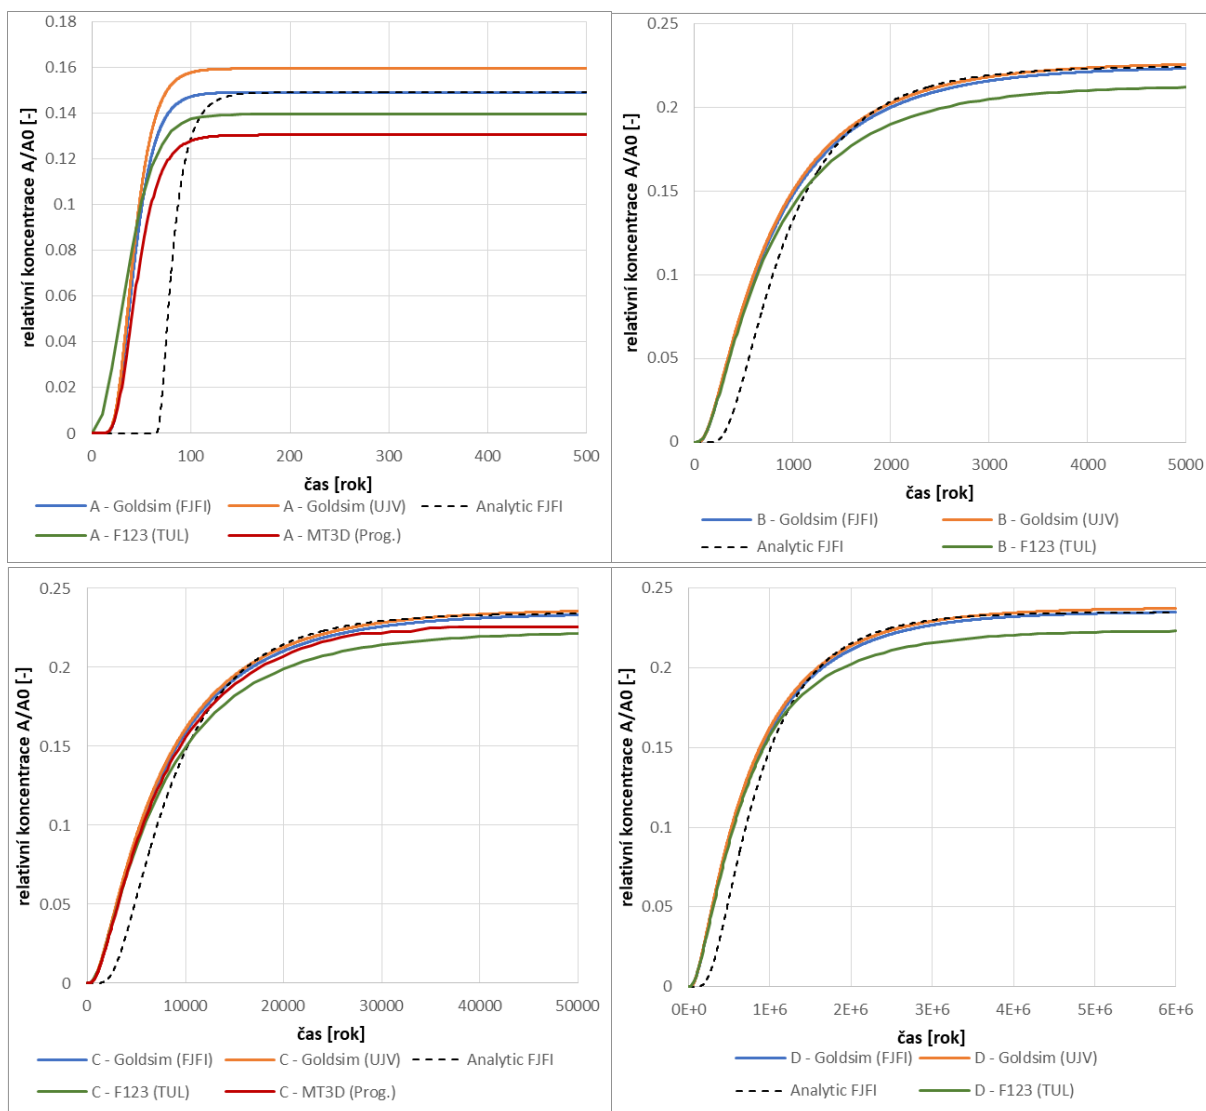 0.18
0.16
0.14
0.12
0.1
0.08
0.06
0.04
0.02
0
relativní koncentrace A/A0 [-]
0 100 200 300 400 500
čas [rok]
A - Goldsim (FJFI) A - Goldsim (UJV) Analytic FJFI
A - F123 (TUL) A - MT3D (Prog.)
0.25
0.2
0.15
0.1
0.05
0
relativní koncentrace A/A0 [-]
0 1000 2000 3000 4000 5000
čas [rok]
B - Goldsim (FJFI) B - Goldsim (UJV)
Analytic FJFI B - F123 (TUL)
0.25
0.2
0.15
0.1
0.05
0
relativní koncentrace A/A0 [-]
0 10000 20000 30000 40000 50000
čas [rok]
C - Goldsim (FJFI) C - Goldsim (UJV) Analytic FJFI
C - F123 (TUL) C - MT3D (Prog.)
0.25
0.2
0.15
0.1
0.05
0
relativní koncentrace A/A0 [-]
0E+0 1E+6 2E+6 3E+6 4E+6 5E+6 6E+6
čas [rok]
D - Goldsim (FJFI) D - Goldsim (UJV)
Analytic FJFI D - F123 (TUL)